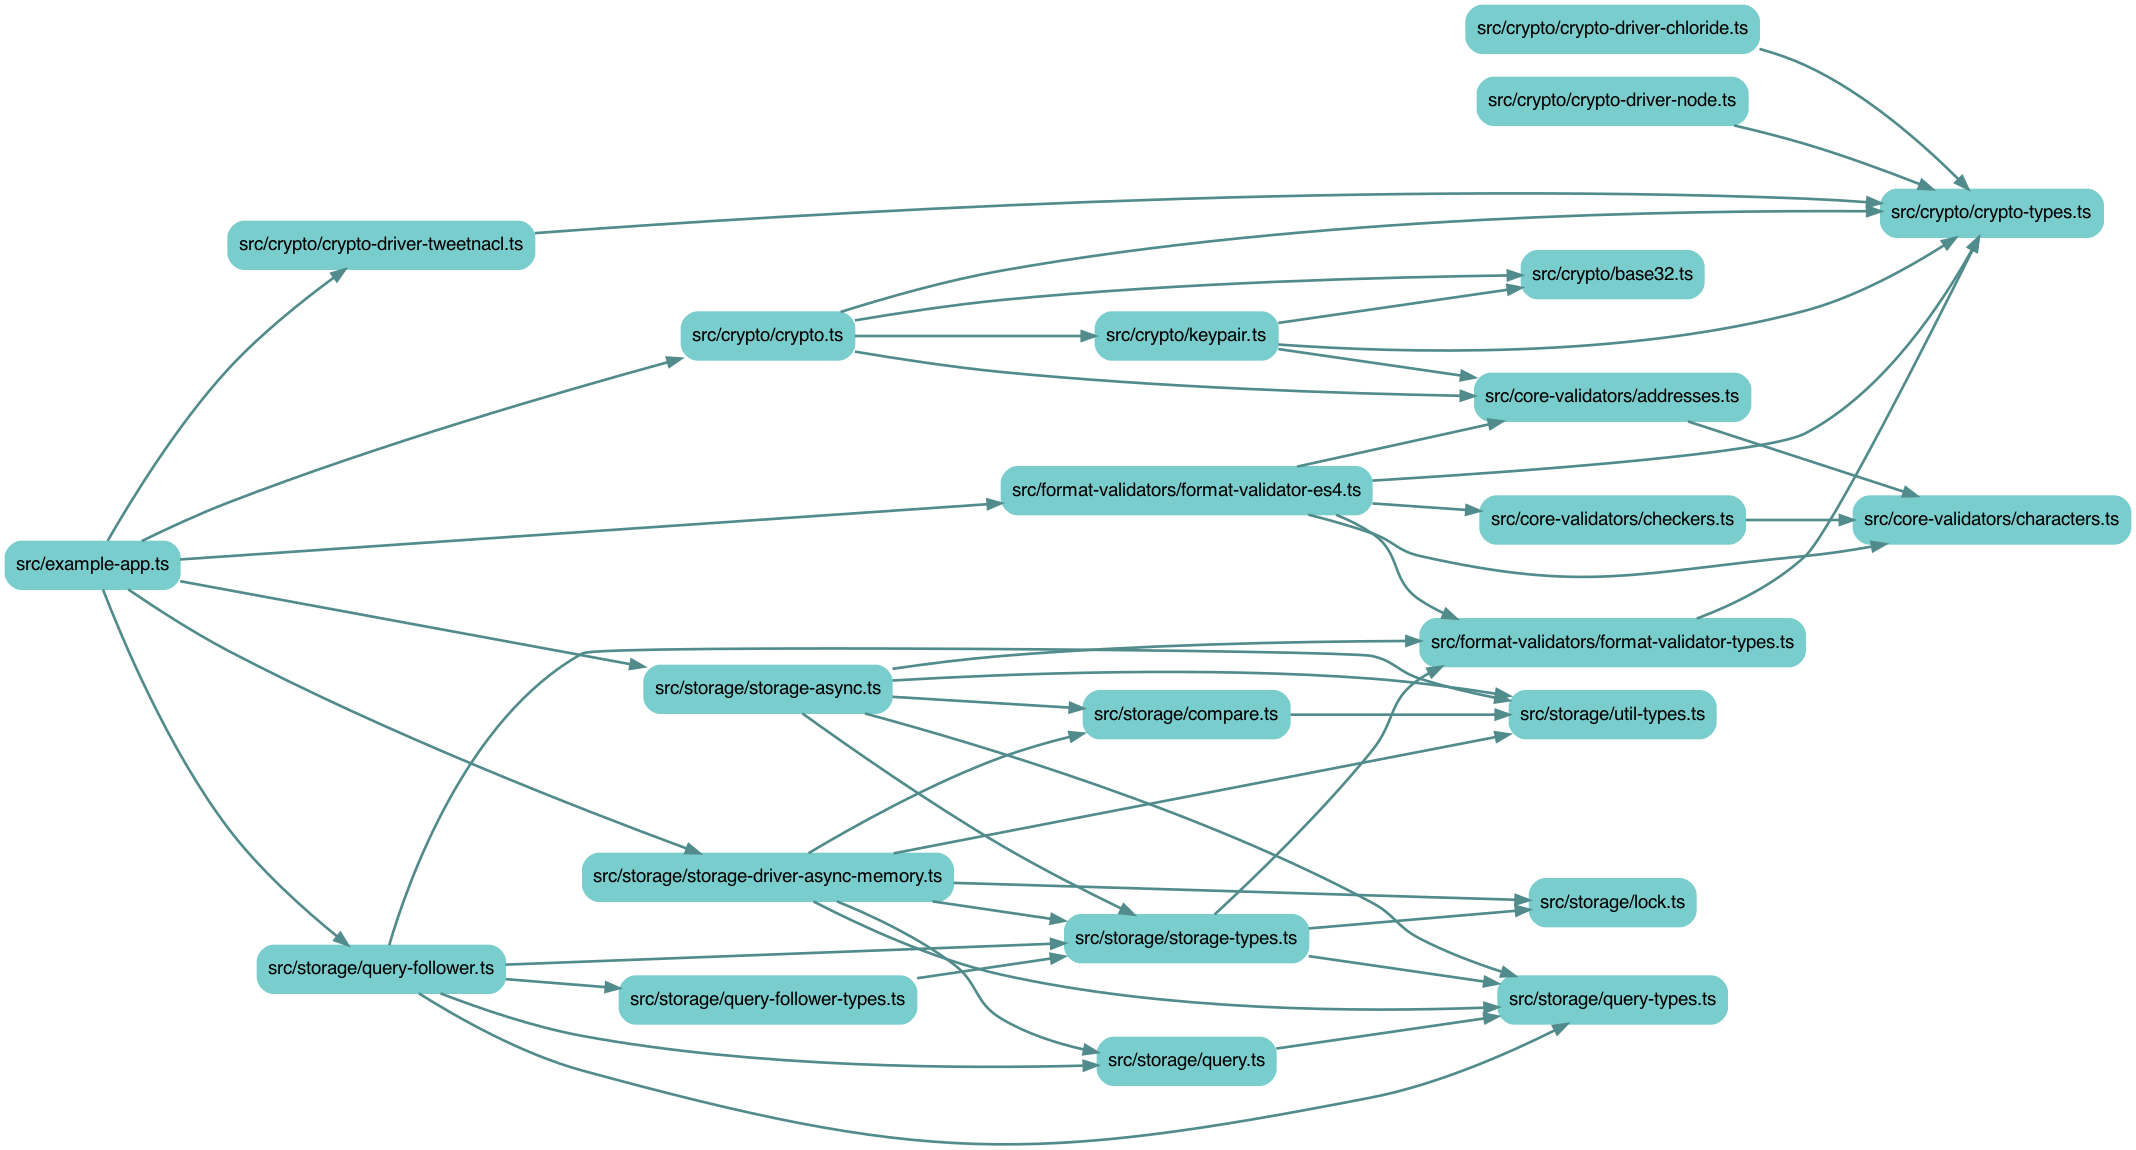 src/crypto/crypto-driver-chloride.ts
src/crypto/crypto-driver-node.ts
src/crypto/crypto-types.ts
src/crypto/crypto-driver-tweetnacl.ts
src/crypto/base32.ts
src/crypto/crypto.ts
src/crypto/keypair.ts
src/core-validators/addresses.ts
src/format-validators/format-validator-es4.ts
src/core-validators/checkers.ts
src/core-validators/characters.ts
src/example-app.ts
src/format-validators/format-validator-types.ts
src/storage/storage-async.ts
src/storage/compare.ts
src/storage/util-types.ts
src/storage/storage-driver-async-memory.ts
src/storage/lock.ts
src/storage/storage-types.ts
src/storage/query-follower.ts
src/storage/query-follower-types.ts
src/storage/query-types.ts
src/storage/query.ts